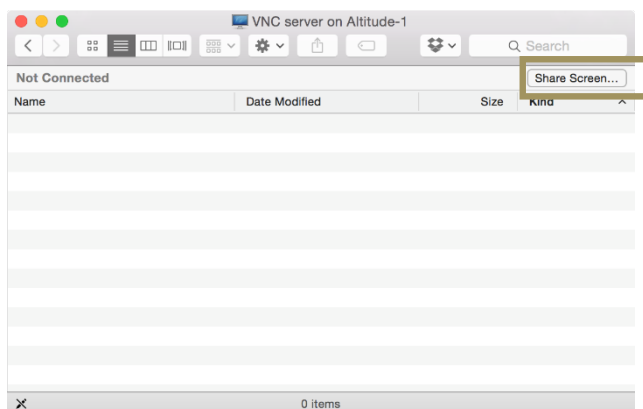 VNC server on Altitude-1
Search
Not Connected
Share Screen...
Name Date Modified Size Kind
0 items